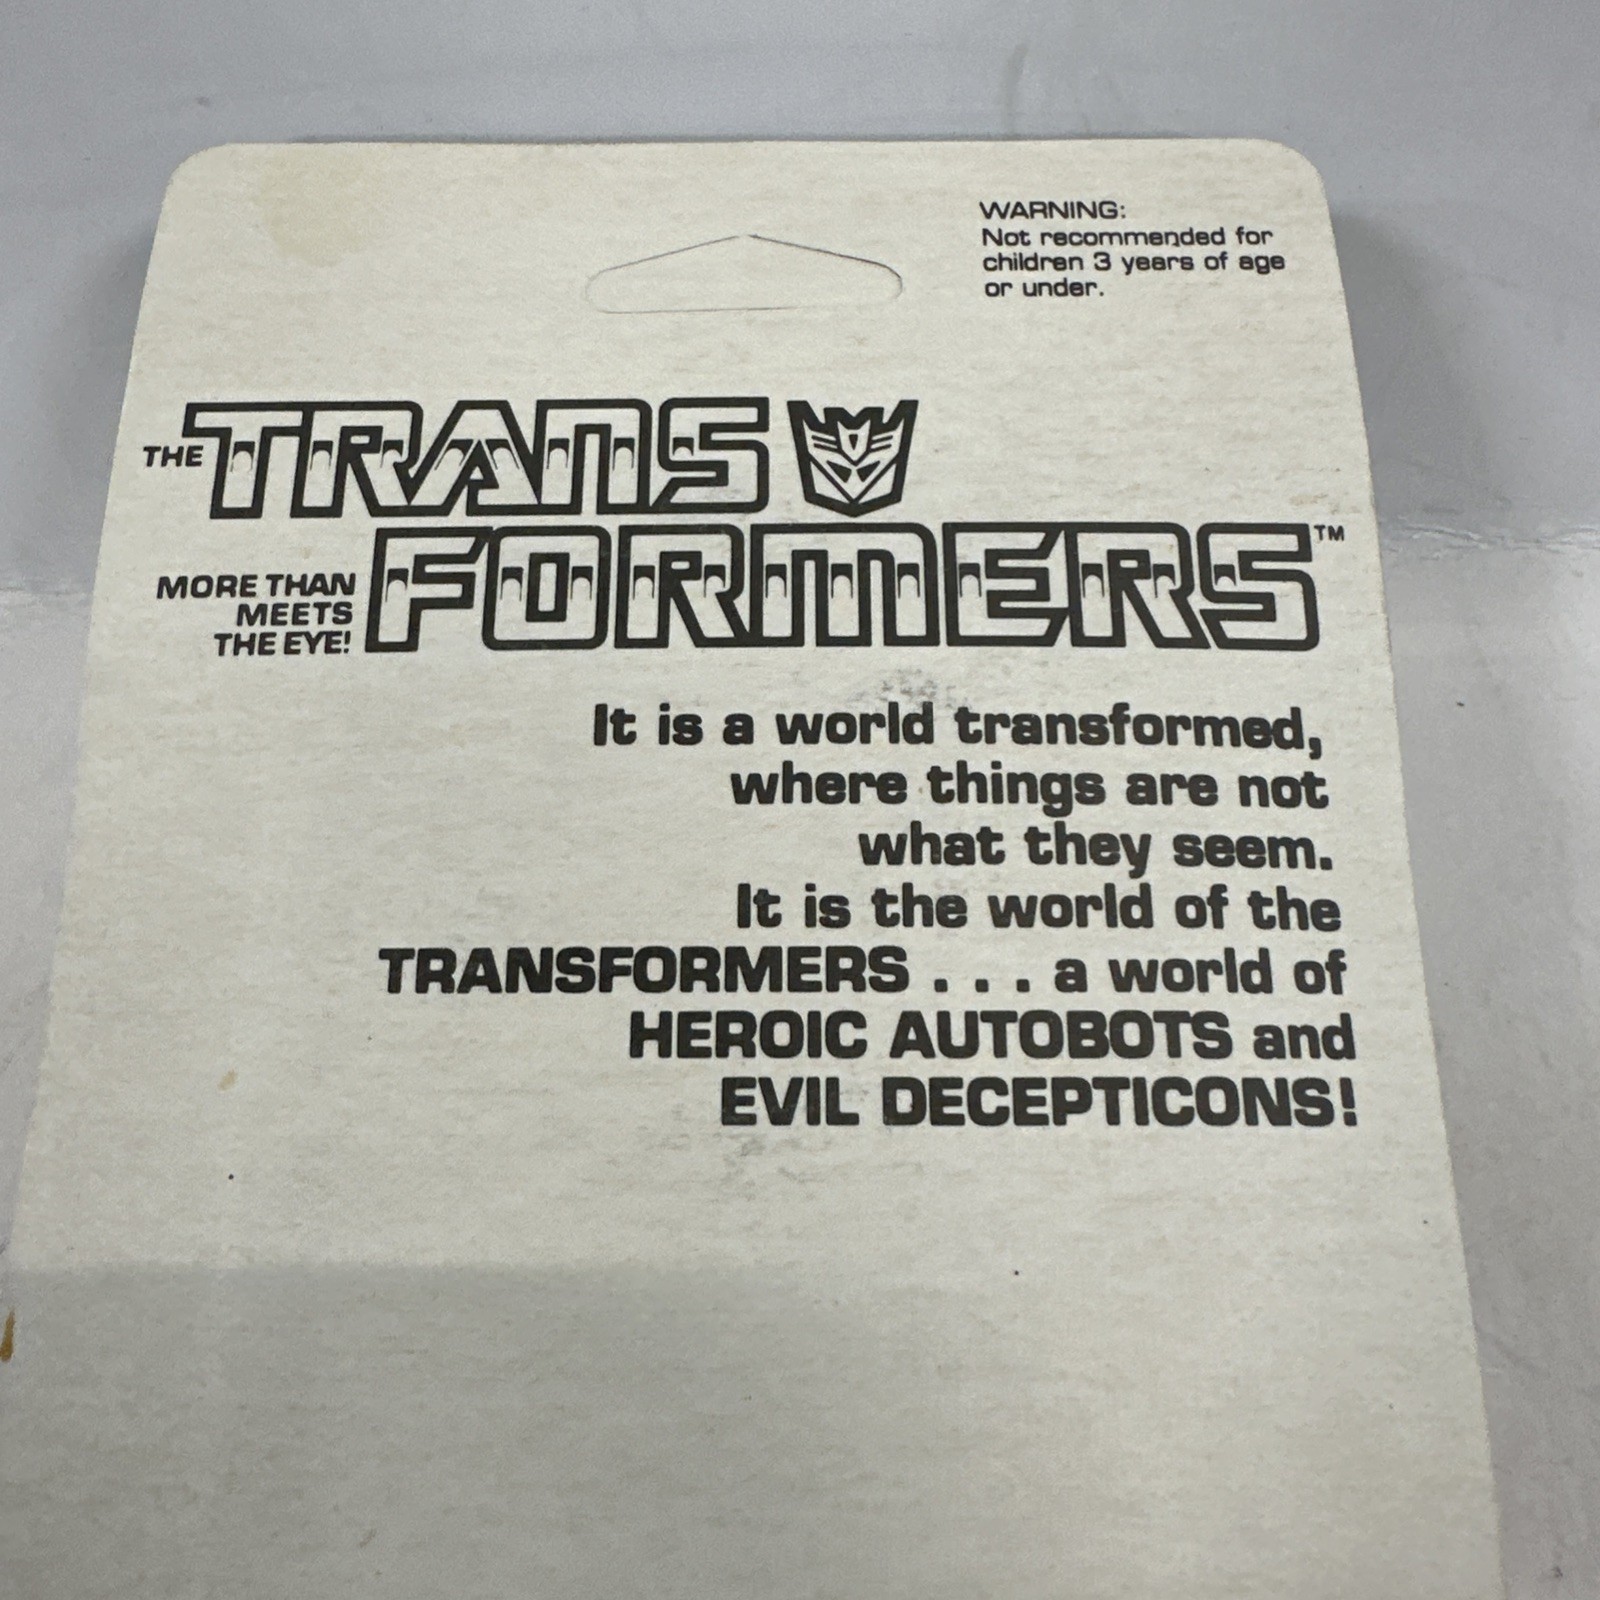 WARNING:
Not recommended for
children 3 years of age
or under.
THE TRANS
FORMERS™
MORE THAN
MEETS
THE EYE!
It is a world transformed,
where things are not
what they seem.
It is the world of the
TRANSFORMERS . . . a world of
HEROIC AUTOBOTS and
EVIL DECEPTICONS!